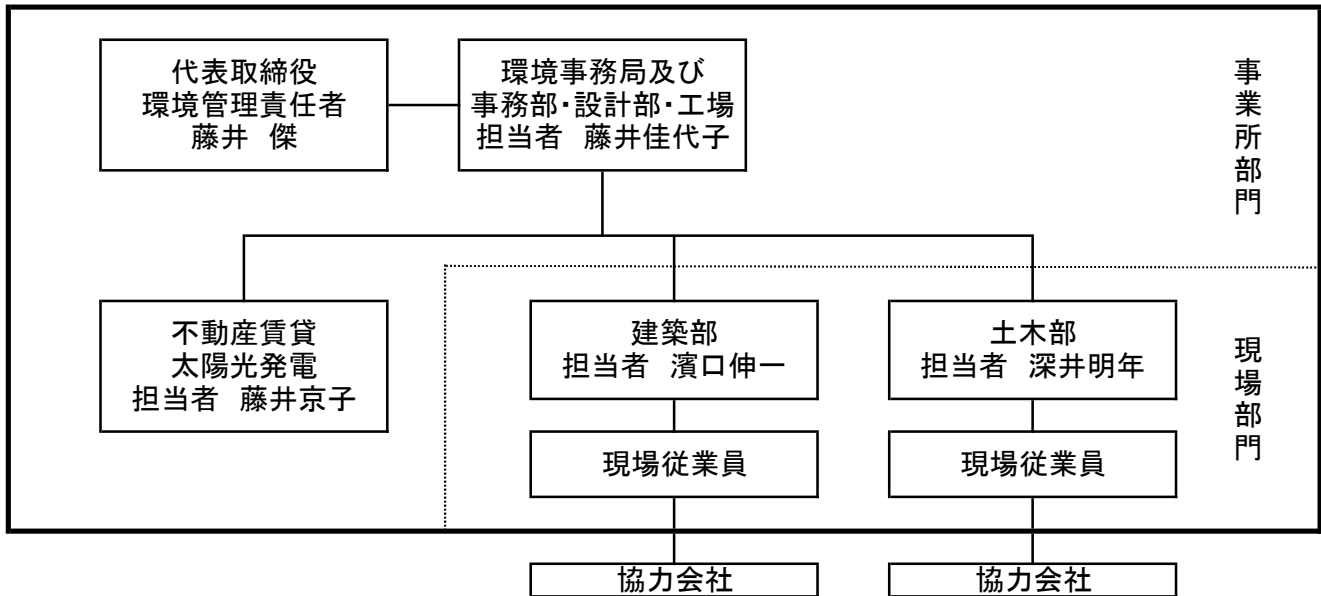 代表取締役
環境管理責任者
藤井　傑
環境事務局及び
事務部・設計部・工場
担当者　藤井佳代子
事業所部門
不動産賃貸
太陽光発電
担当者　藤井京子
建築部
担当者　濱口伸一
土木部
担当者　深井明年
現場部門
現場従業員
現場従業員
協力会社
協力会社